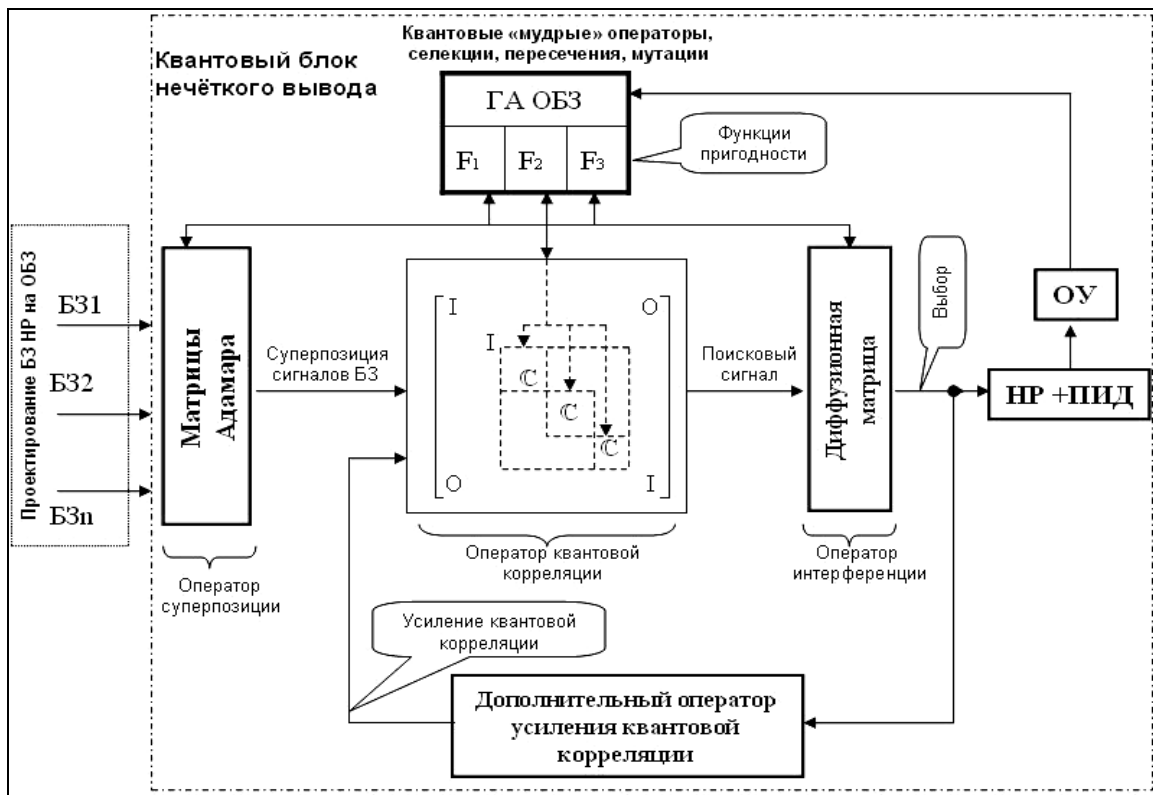 Квантовые «мудрые» операторы,
селекции, пересечения, мутации
Квантовый блок
нечёткого вывода
ГА ОБЗ
F1 F2 F3
Функции
пригодности
Проектирование БЗ НР на ОБЗ
БЗ1
БЗ2
БЗn
Матрицы
Адамара
Суперпозиция
сигналов БЗ
I O
I
ℂ
ℂ
ℂ
O I
Поисковый
сигнал
Диффузионная
матрица
Выбор
ОУ
НР +ПИД
Оператор
суперпозиции
Оператор квантовой
корреляции
Оператор
интерференции
Усиление квантовой
корреляции
Дополнительный оператор
усиления квантовой
корреляции